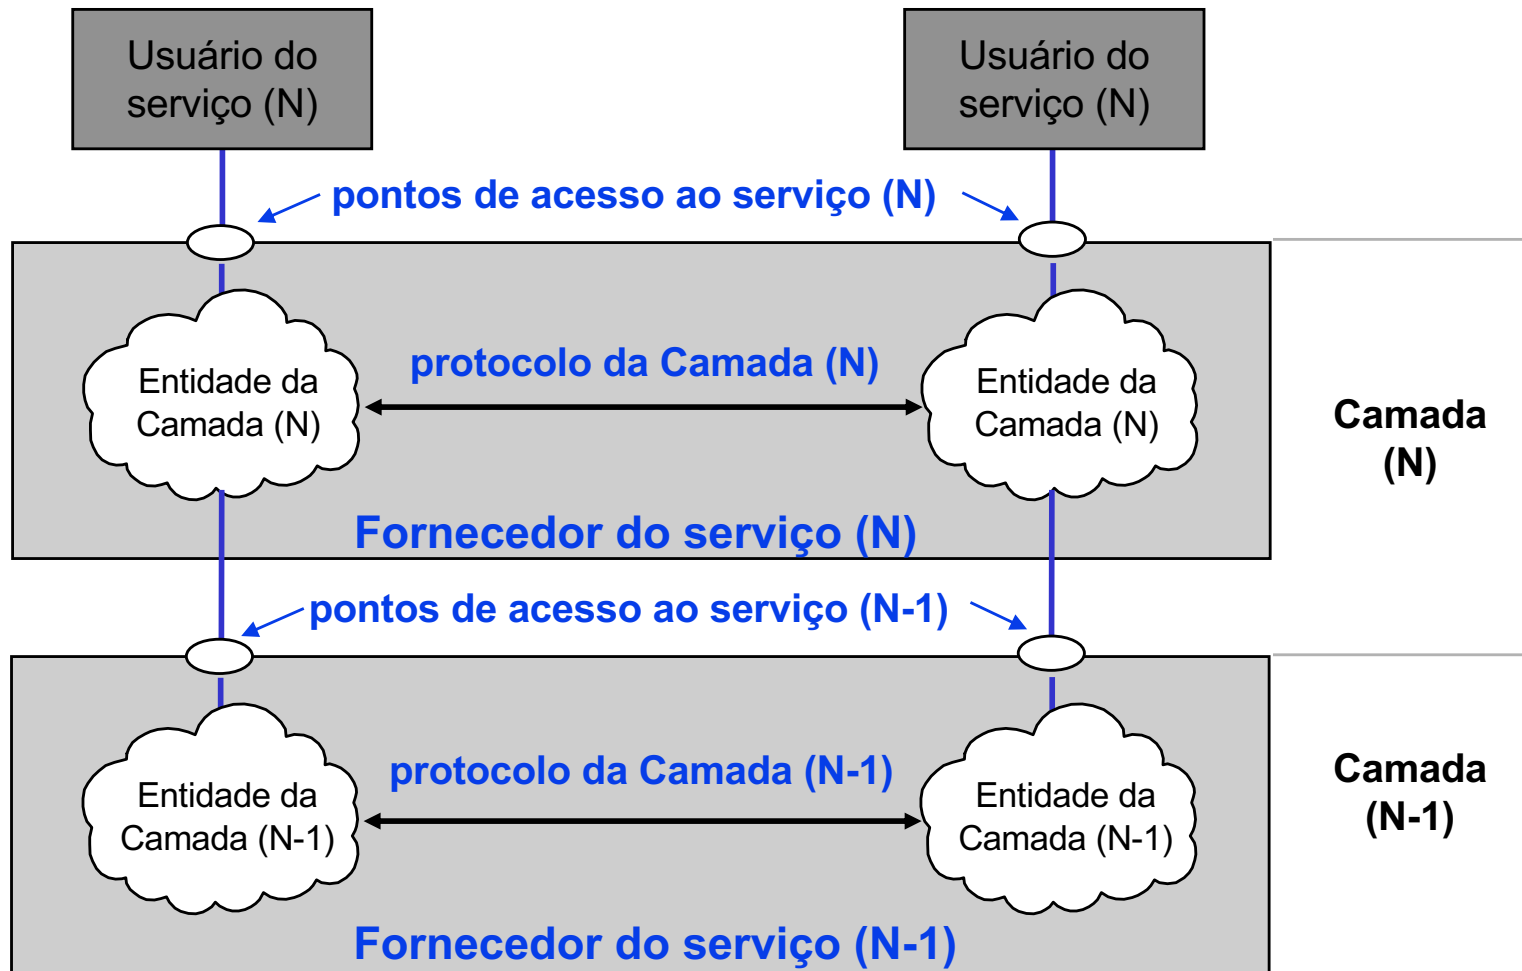 Usuário do
serviço (N)
Usuário do
serviço (N)
pontos de acesso ao serviço (N)
protocolo da Camada (N)
Entidade da
Camada (N)
Entidade da
Camada (N)
Camada
(N)
Fornecedor do serviço (N)
pontos de acesso ao serviço (N-1)
protocolo da Camada (N-1)
Entidade da
Camada (N-1)
Entidade da
Camada (N-1)
Camada
(N-1)
Fornecedor do serviço (N-1)